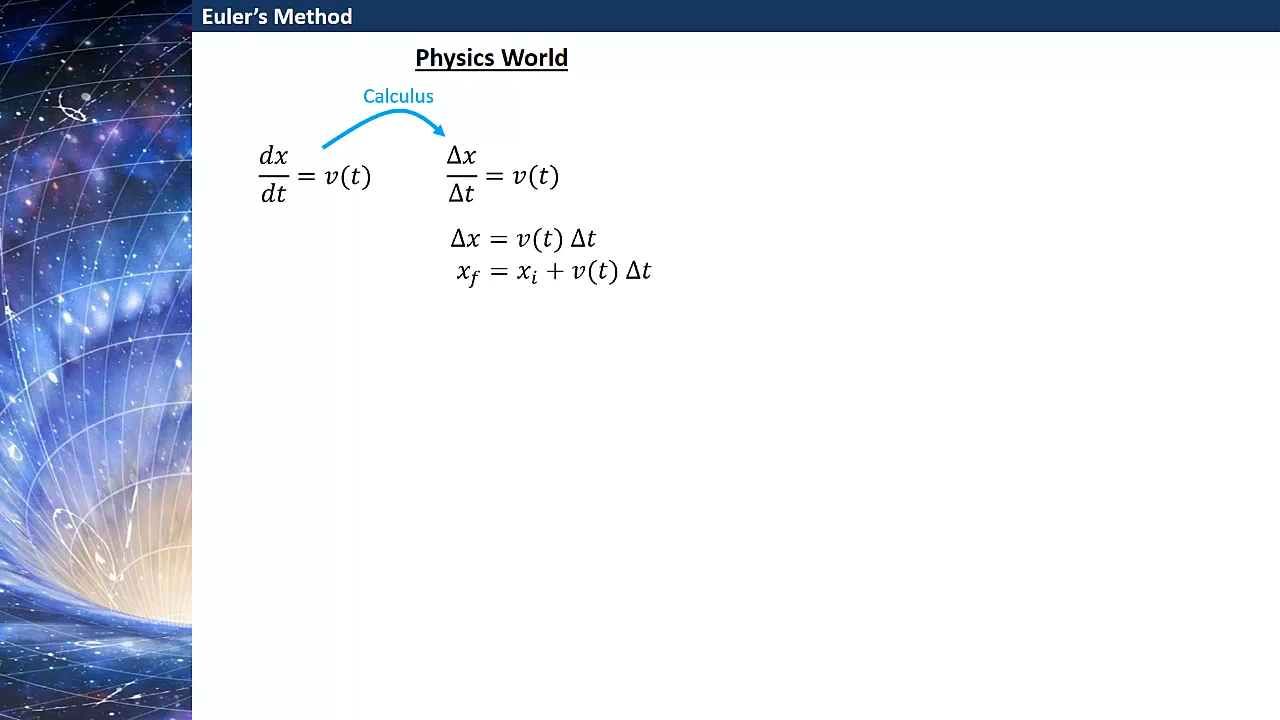 Euler's Method
Physics World
Calculus
dx/dt = v(t)
Δx/Δt = v(t)
Δx = v(t) Δt
x_f = x_i + v(t) Δt